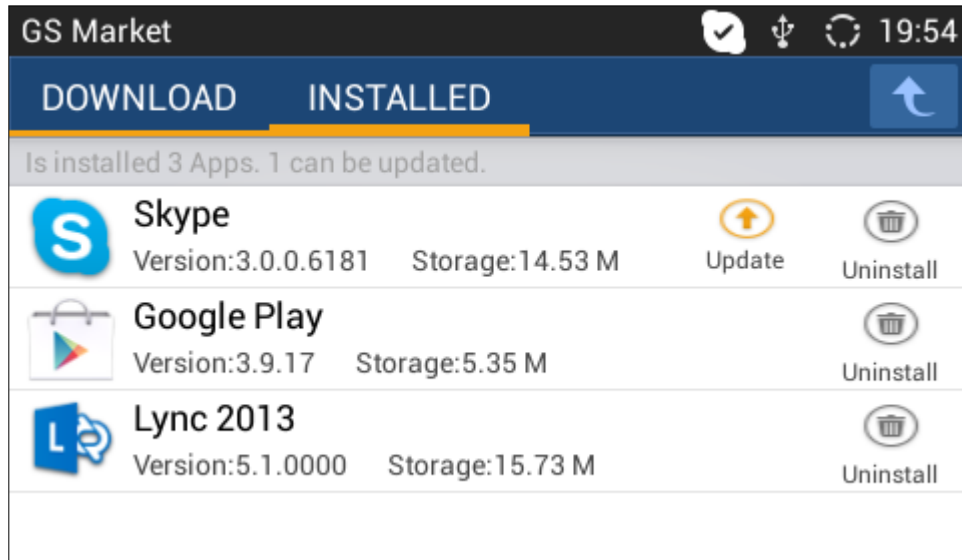 GS Market 19:54
DOWNLOAD INSTALLED
Is installed 3 Apps. 1 can be updated.
S Skype
Version:3.0.0.6181 Storage:14.53 M Update Uninstall
Google Play
Version:3.9.17 Storage:5.35 M Uninstall
L Lync 2013
Version:5.1.0000 Storage:15.73 M Uninstall